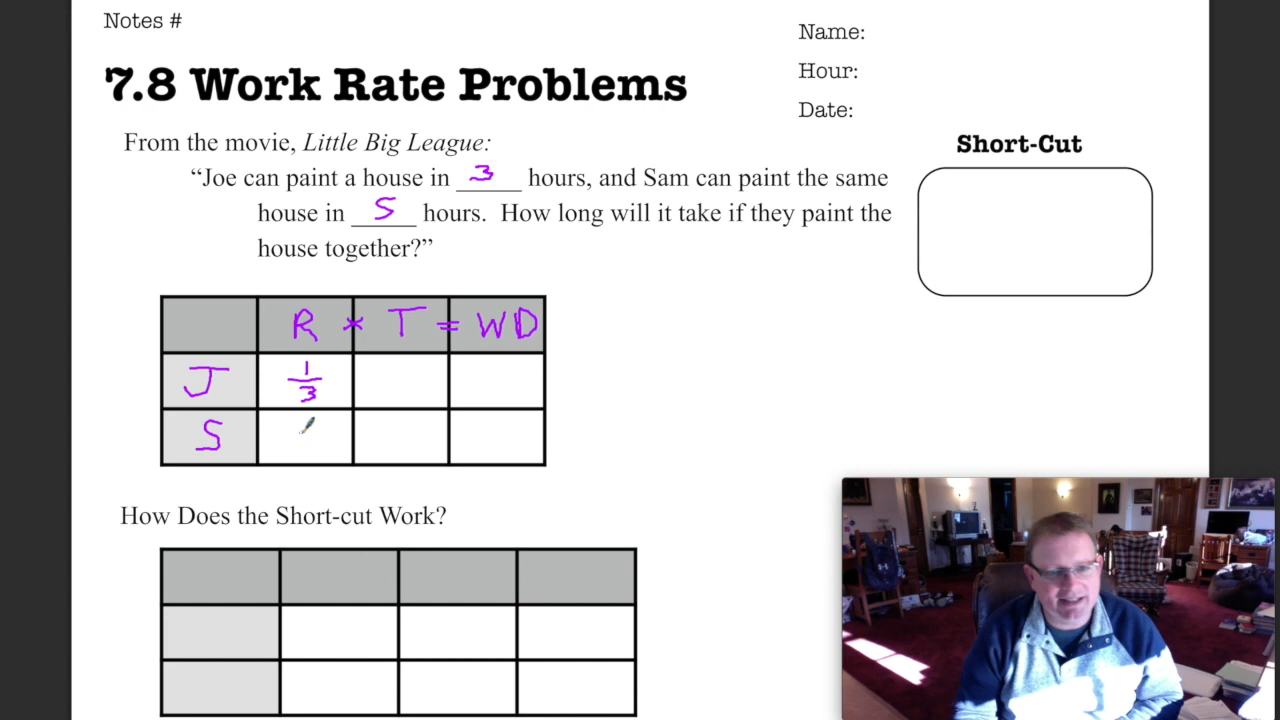 Notes #
Name:
Hour:
Date:
7.8 Work Rate Problems
From the movie, Little Big League:
Short-Cut
“Joe can paint a house in 3 hours, and Sam can paint the same
house in 5 hours. How long will it take if they paint the
house together?”
R * T = WD
J 1/3
S
How Does the Short-cut Work?